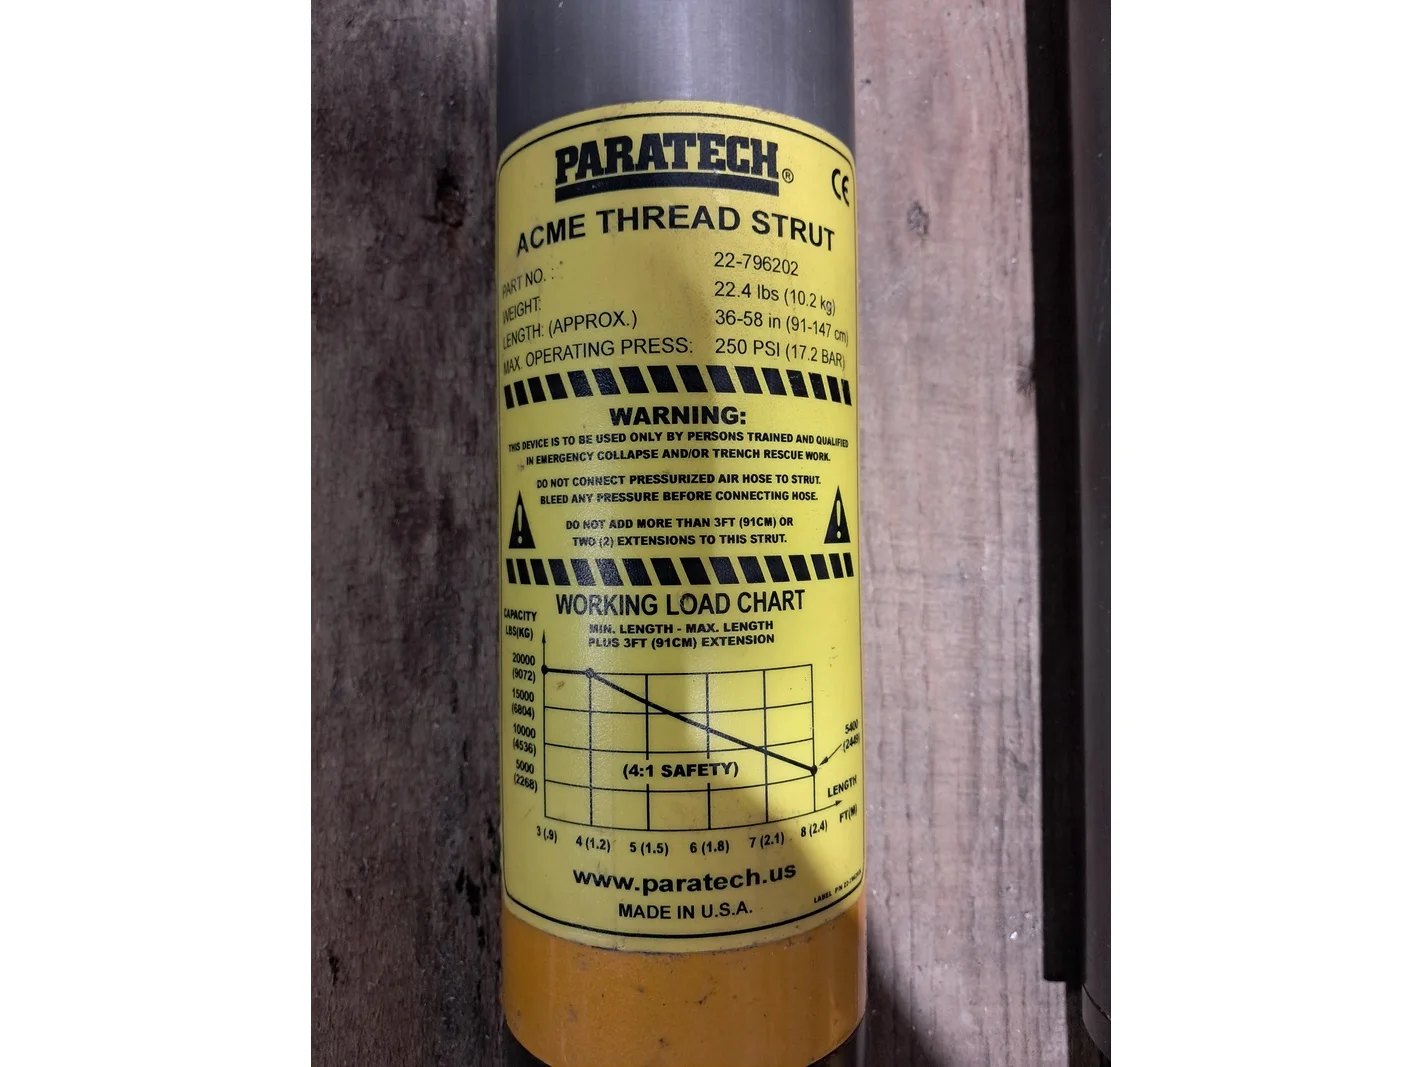 PARATECH®
CE
ACME THREAD STRUT
PART NO. : 22-796202
WEIGHT: 22.4 lbs (10.2 kg)
LENGTH: (APPROX.) 36-58 in (91-147 cm)
MAX. OPERATING PRESS: 250 PSI (17.2 BAR)
WARNING:
THIS DEVICE IS TO BE USED ONLY BY PERSONS TRAINED AND QUALIFIED
IN EMERGENCY COLLAPSE AND/OR TRENCH RESCUE WORK.
DO NOT CONNECT PRESSURIZED AIR HOSE TO STRUT.
BLEED ANY PRESSURE BEFORE CONNECTING HOSE.
DO NOT ADD MORE THAN 3FT (91CM) OR
TWO (2) EXTENSIONS TO THIS STRUT.
WORKING LOAD CHART
MIN. LENGTH - MAX. LENGTH
PLUS 3FT (91CM) EXTENSION
CAPACITY
LBS(KG)
20000
(9072)
15000
(6804)
10000
(4536)
5000
(2268)
5400
(2449)
(4:1 SAFETY)
LENGTH
FT(M)
3 (.9) 4 (1.2) 5 (1.5) 6 (1.8) 7 (2.1) 8 (2.4)
www.paratech.us
MADE IN U.S.A.
LABEL P/N